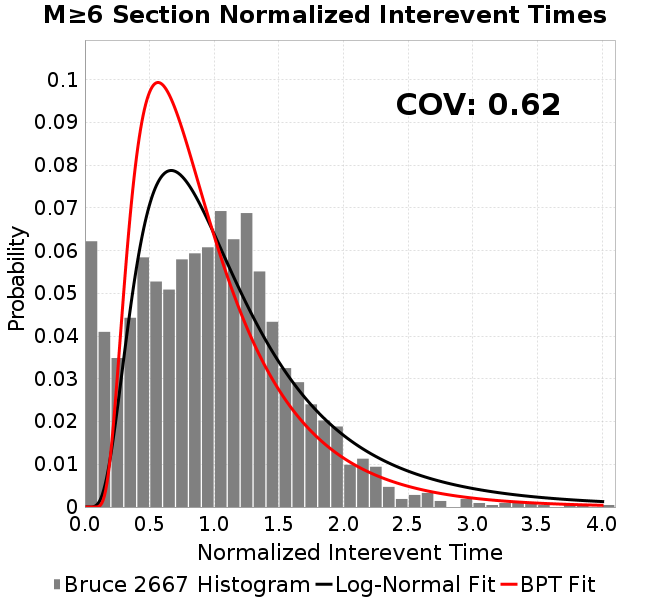 M≥6 Section Normalized Interevent Times
COV: 0.62
Probability
0.1
0.09
0.08
0.07
0.06
0.05
0.04
0.03
0.02
0.01
0
0.0 0.5 1.0 1.5 2.0 2.5 3.0 3.5 4.0
Normalized Interevent Time
Bruce 2667 Histogram Log-Normal Fit BPT Fit